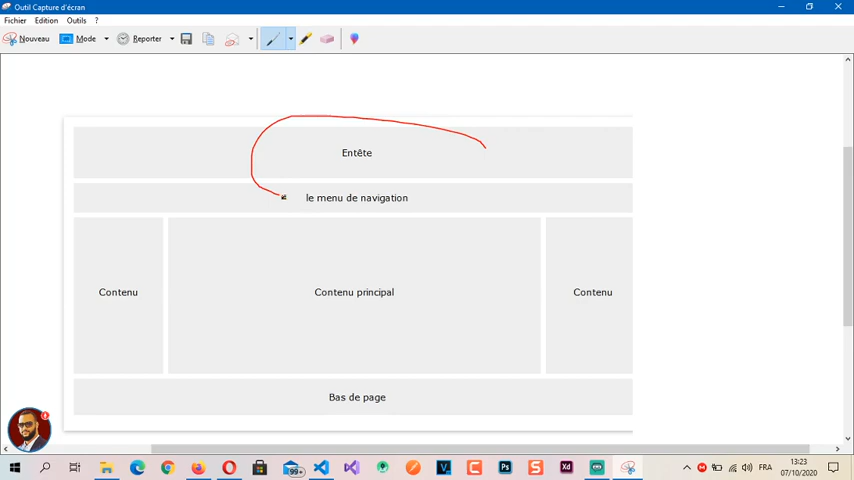 Outil Capture d'écran
Fichier Edition Outils ?
Nouveau Mode Reporter
Entête
le menu de navigation
Contenu Contenu principal Contenu
Bas de page
99+ FRA 13:23
07/10/2020